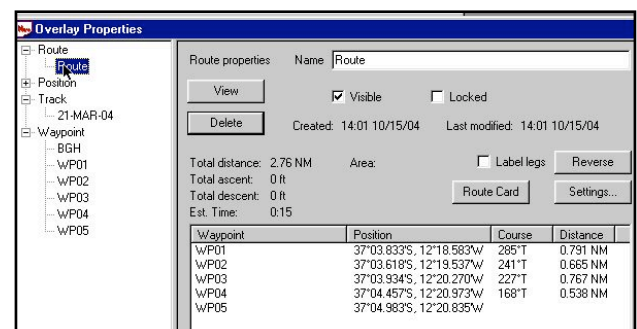 Overlay Properties
Route
Route
Position
Track
21-MAR-04
Waypoint
BGH
WP01
WP02
WP03
WP04
WP05
Route properties Name Route
View Visible Locked
Delete Created: 14:01 10/15/04 Last modified: 14:01 10/15/04
Total distance: 2.76 NM Area: Label legs Reverse
Total ascent: 0 ft
Total descent: 0 ft Route Card Settings...
Est. Time: 0:15
Waypoint Position Course Distance
WP01 37°03.833'S, 12°18.583'W 285°T 0.791 NM
WP02 37°03.618'S, 12°19.537'W 241°T 0.665 NM
WP03 37°03.934'S, 12°20.270'W 227°T 0.767 NM
WP04 37°04.457'S, 12°20.973'W 168°T 0.538 NM
WP05 37°04.983'S, 12°20.835'W